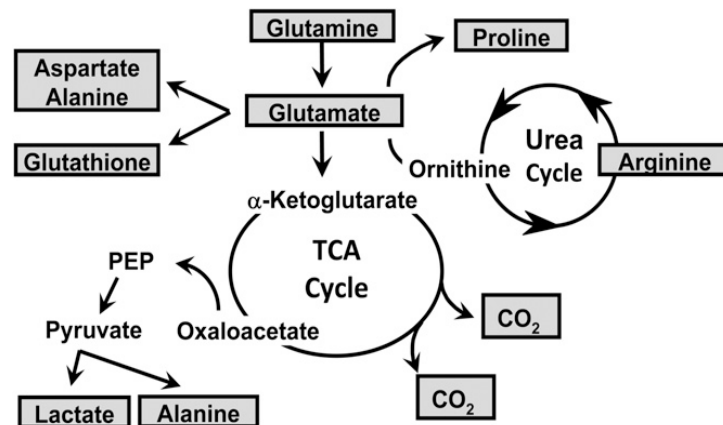 Glutamine
Proline
Aspartate
Alanine
Glutamate
Glutathione
Ornithine
Urea
Cycle
Arginine
α-Ketoglutarate
TCA
Cycle
PEP
Pyruvate
Oxaloacetate
CO₂
CO₂
Lactate
Alanine